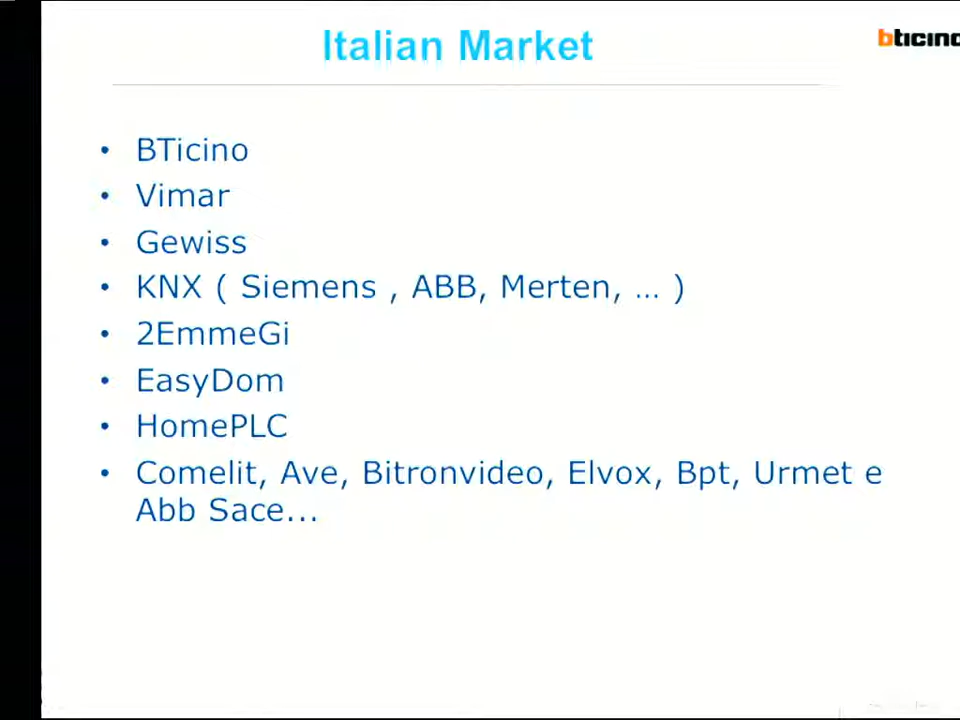 Italian Market
bticino
• BTicino
• Vimar
• Gewiss
• KNX ( Siemens , ABB, Merten, ... )
• 2EmmeGi
• EasyDom
• HomePLC
• Comelit, Ave, Bitronvideo, Elvox, Bpt, Urmet e
Abb Sace...